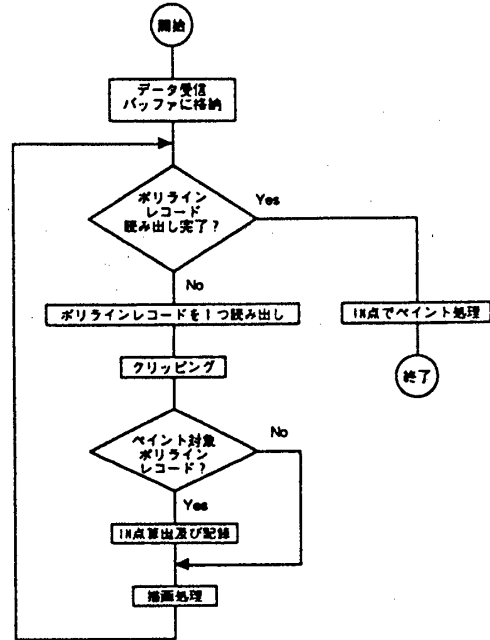 開始
データ受信
バッファに格納
ポリライン
レコード
読み出し完了？
Yes
No
ポリラインレコードを1つ読み出し
IN点でペイント処理
クリッピング
終了
ペイント対象
ポリライン
レコード？
No
Yes
IN点算出及び記録
描画処理